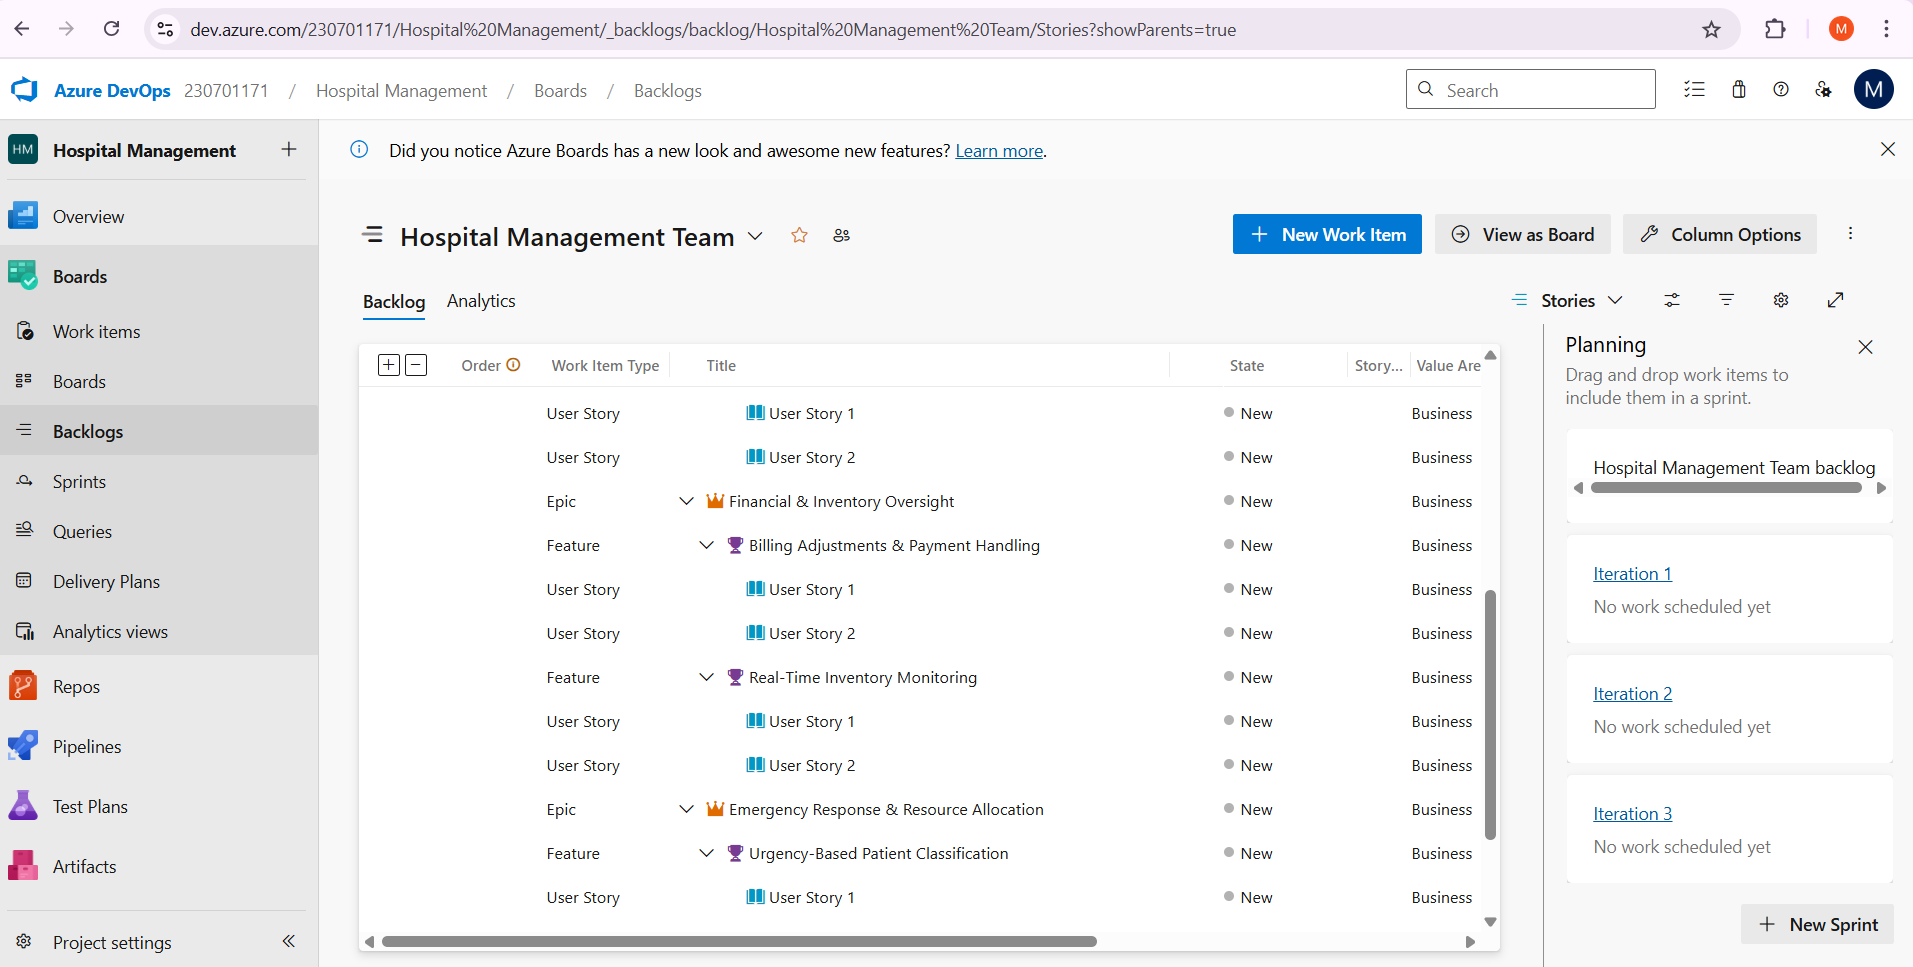 dev.azure.com/230701171/Hospital%20Management/_backlogs/backlog/Hospital%20Management%20Team/Stories?showParents=true
M
Azure DevOps 230701171 / Hospital Management / Boards / Backlogs
Search
M
HM Hospital Management
Did you notice Azure Boards has a new look and awesome new features? Learn more.
Overview
Boards
Work items
Boards
Backlogs
Sprints
Queries
Delivery Plans
Analytics views
Repos
Pipelines
Test Plans
Artifacts
Project settings
Hospital Management Team
New Work Item
View as Board
Column Options
Backlog Analytics
Stories
Order Work Item Type Title State Story... Value Are
User Story User Story 1 New Business
User Story User Story 2 New Business
Epic Financial & Inventory Oversight New Business
Feature Billing Adjustments & Payment Handling New Business
User Story User Story 1 New Business
User Story User Story 2 New Business
Feature Real-Time Inventory Monitoring New Business
User Story User Story 1 New Business
User Story User Story 2 New Business
Epic Emergency Response & Resource Allocation New Business
Feature Urgency-Based Patient Classification New Business
User Story User Story 1 New Business
Planning
Drag and drop work items to
include them in a sprint.
Hospital Management Team backlog
Iteration 1
No work scheduled yet
Iteration 2
No work scheduled yet
Iteration 3
No work scheduled yet
New Sprint